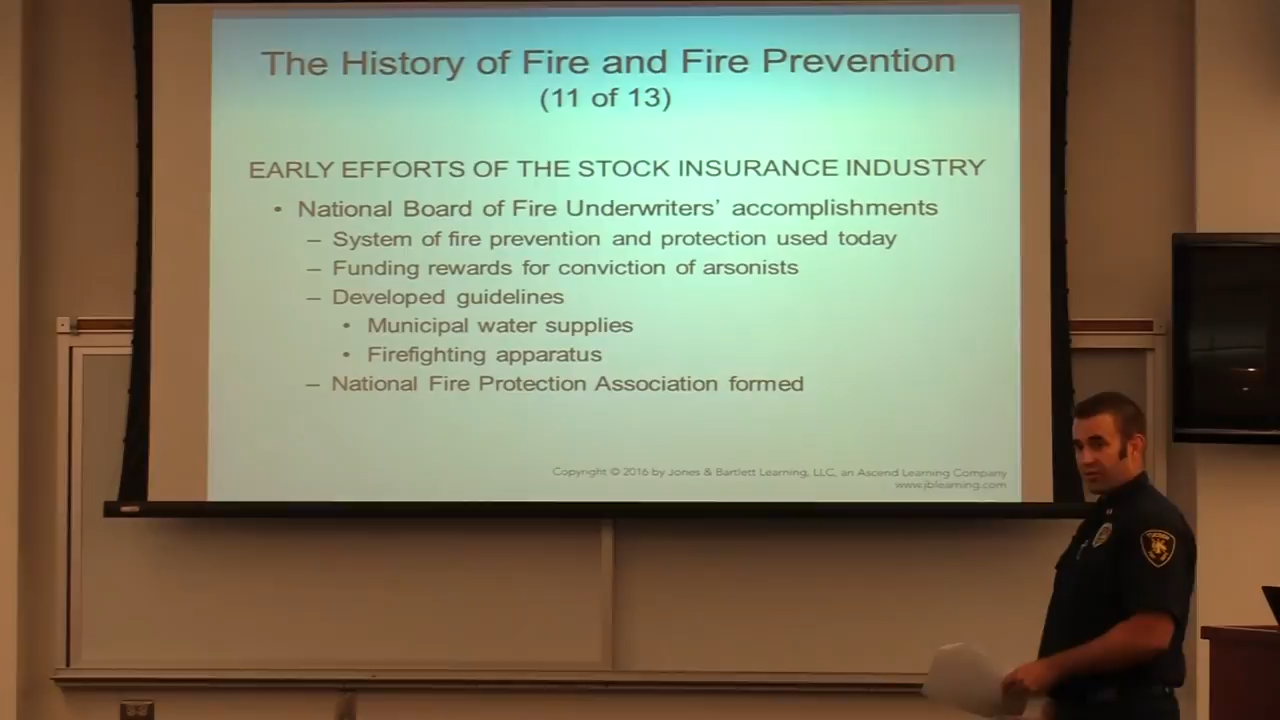 The History of Fire and Fire Prevention
(11 of 13)
EARLY EFFORTS OF THE STOCK INSURANCE INDUSTRY
• National Board of Fire Underwriters’ accomplishments
– System of fire prevention and protection used today
– Funding rewards for conviction of arsonists
– Developed guidelines
• Municipal water supplies
• Firefighting apparatus
– National Fire Protection Association formed
Copyright © 2016 by Jones & Bartlett Learning, LLC, an Ascend Learning Company
www.jblearning.com